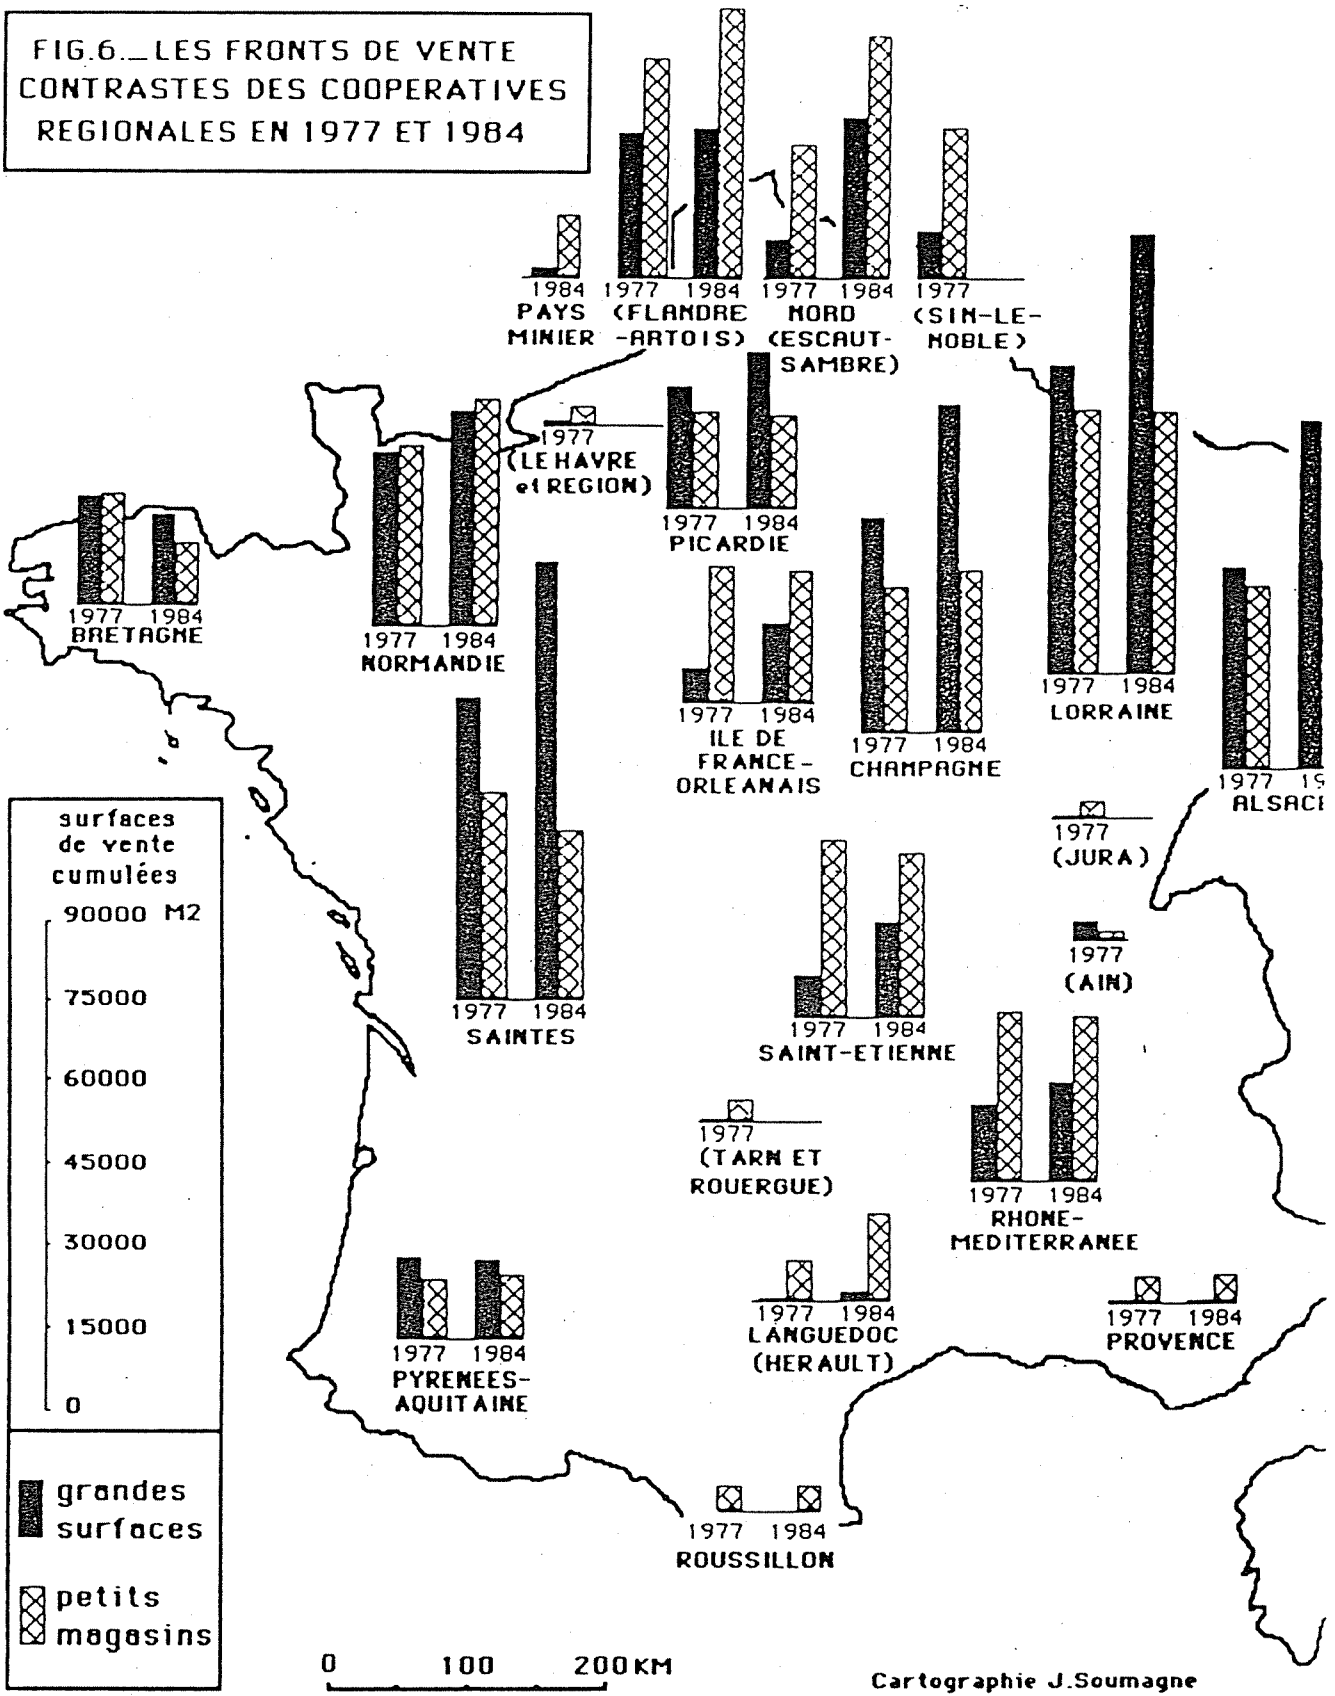 FIG.6._LES FRONTS DE VENTE
CONTRASTES DES COOPERATIVES
REGIONALES EN 1977 ET 1984
1984
PAYS
MINIER
1977 1984
(FLANDRE
-ARTOIS)
1977 1984
NORD
(ESCAUT-
SAMBRE)
1977
(SIN-LE-
NOBLE)
1977
(LE HAVRE
et REGION)
1977 1984
PICARDIE
1977 1984
BRETAGNE
1977 1984
NORMANDIE
1977 1984
ILE DE
FRANCE-
ORLEANAIS
1977 1984
CHAMPAGNE
1977 1984
LORRAINE
1977 19
ALSACE
1977
(JURA)
1977
(AIN)
1977 1984
SAINTES
1977 1984
SAINT-ETIENNE
1977
(TARN ET
ROUERGUE)
1977 1984
RHONE-
MEDITERRANEE
1977 1984
PYRENEES-
AQUITAINE
1977 1984
LANGUEDOC
(HERAULT)
1977 1984
PROVENCE
1977 1984
ROUSSILLON
surfaces
de vente
cumulées
90000 M2
75000
60000
45000
30000
15000
0
grandes
surfaces
petits
magasins
0 100 200 KM
Cartographie J.Soumagne